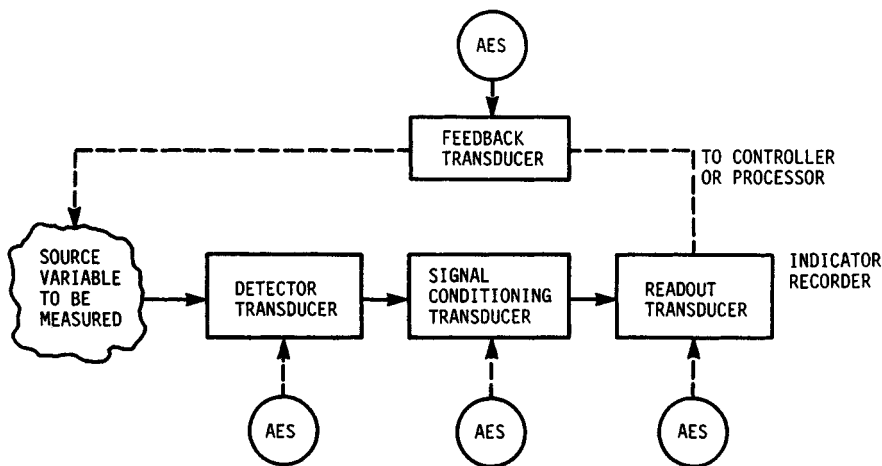 AES
FEEDBACK
TRANSDUCER
TO CONTROLLER
OR PROCESSOR
SOURCE
VARIABLE
TO BE
MEASURED
DETECTOR
TRANSDUCER
SIGNAL
CONDITIONING
TRANSDUCER
READOUT
TRANSDUCER
INDICATOR
RECORDER
AES
AES
AES